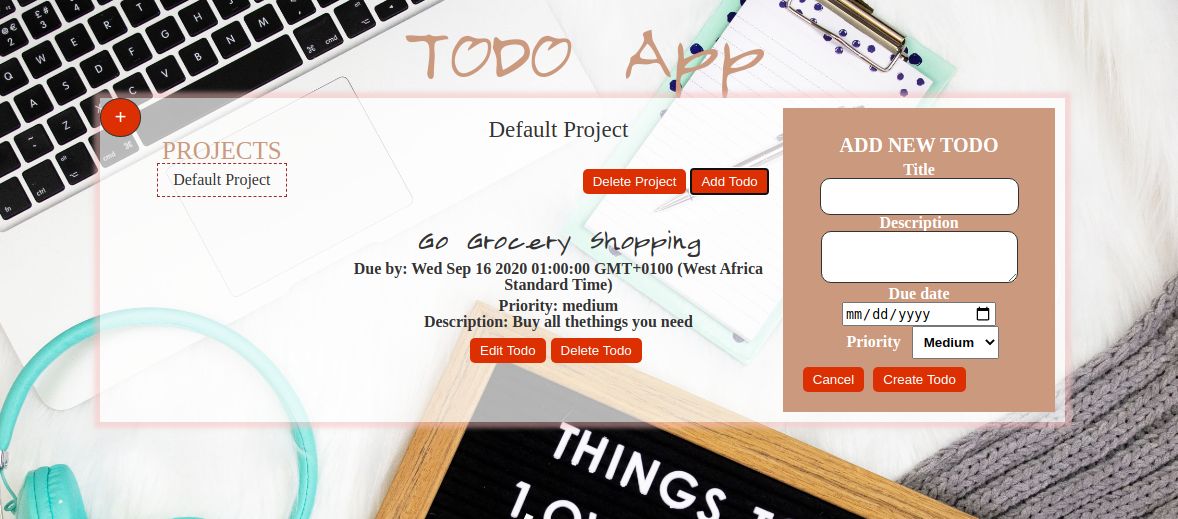 TODO App
+
PROJECTS
Default Project
Default Project
Delete Project
Add Todo
Go Grocery Shopping
Due by: Wed Sep 16 2020 01:00:00 GMT+0100 (West Africa
Standard Time)
Priority: medium
Description: Buy all thethings you need
Edit Todo
Delete Todo
ADD NEW TODO
Title
Description
Due date
mm/dd/yyyy
Priority
Medium
Cancel
Create Todo
THINGS